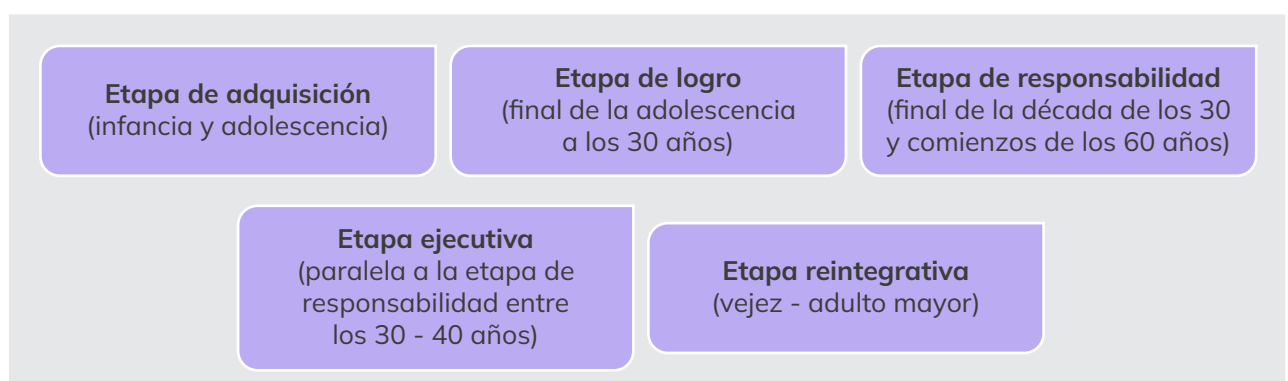 Etapa de adquisición
(infancia y adolescencia)
Etapa de logro
(final de la adolescencia
a los 30 años)
Etapa de responsabilidad
(final de la década de los 30
y comienzos de los 60 años)
Etapa ejecutiva
(paralela a la etapa de
responsabilidad entre
los 30 - 40 años)
Etapa reintegrativa
(vejez - adulto mayor)